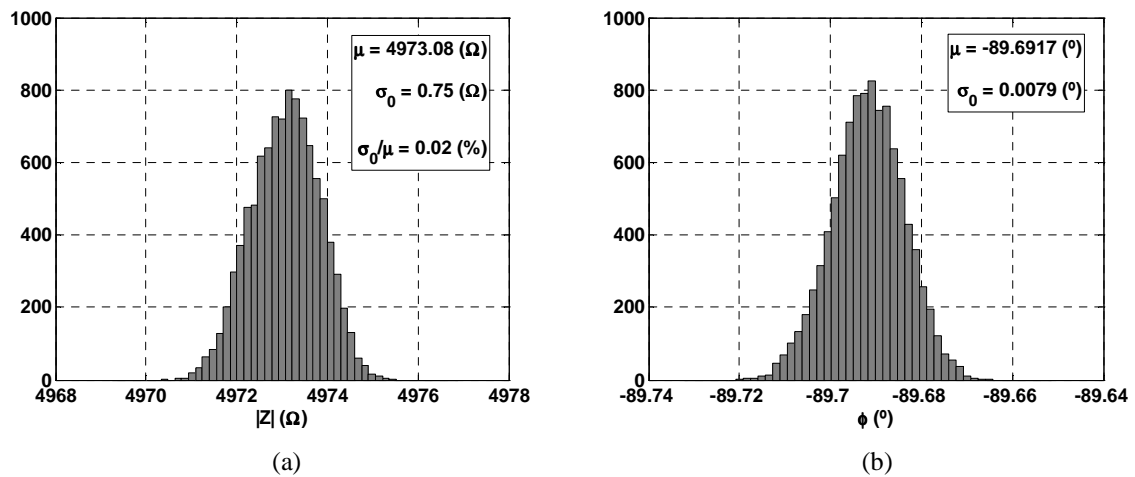 1000
800
600
400
200
0
4968 4970 4972 4974 4976 4978
|Z| (Ω)
μ = 4973.08 (Ω)
σ0 = 0.75 (Ω)
σ0/μ = 0.02 (%)
(a)
1000
800
600
400
200
0
-89.74 -89.72 -89.7 -89.68 -89.66 -89.64
ϕ (º)
μ = -89.6917 (º)
σ0 = 0.0079 (º)
(b)